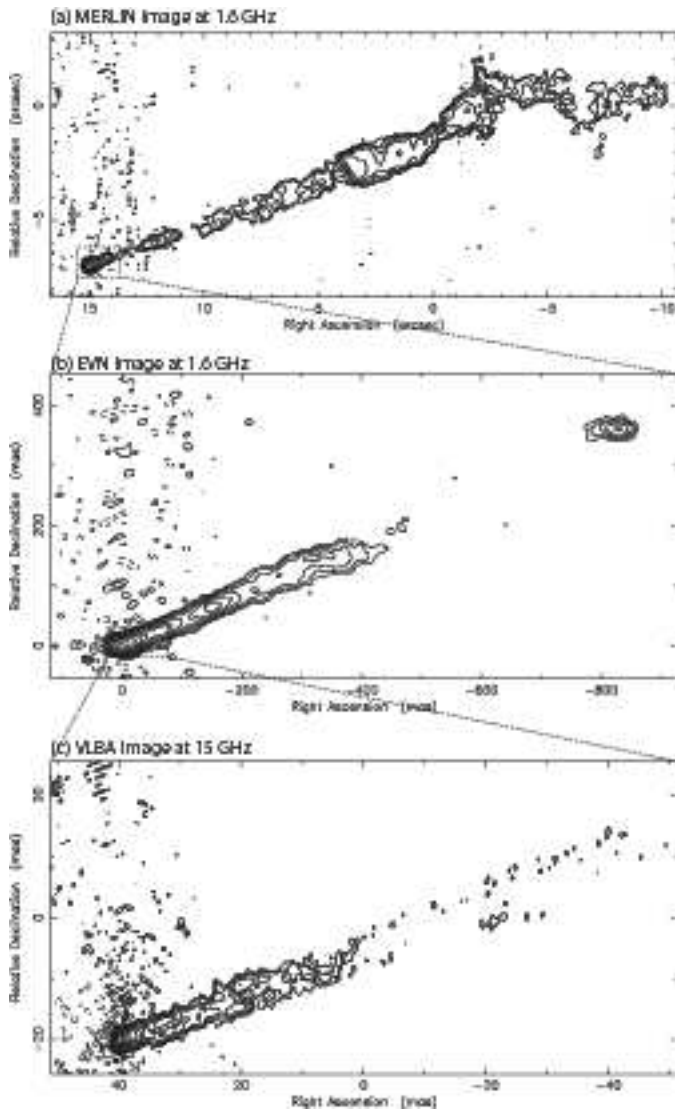 (a) MERLIN Image at 1.6 GHz
Relative Declination [arcsec]
0
-5
15 10 5 0 -5 -10
Right Ascension [arcsec]
(b) EVN Image at 1.6 GHz
Relative Declination [mas]
400
200
0
0 -200 -400 -600 -800
Right Ascension [mas]
(c) VLBA Image at 15 GHz
Relative Declination [mas]
20
0
-20
40 20 0 -20 -40
Right Ascension [mas]